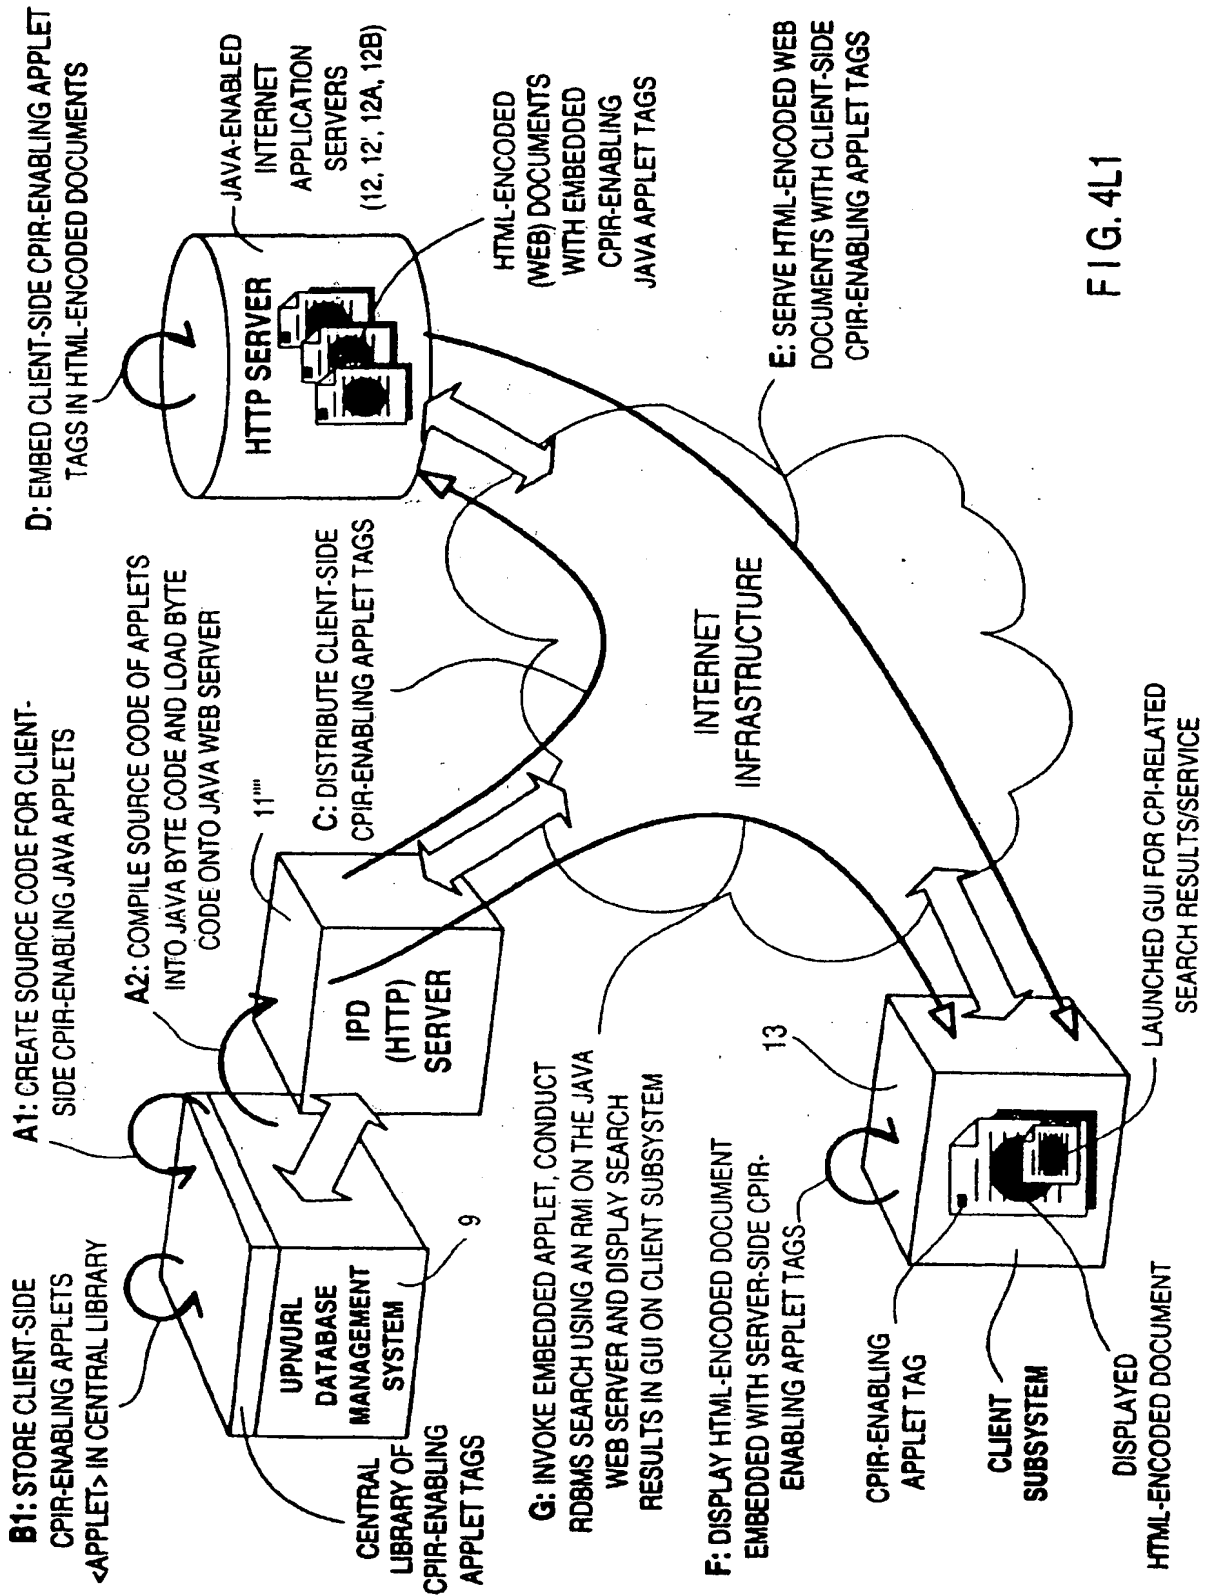 B1: STORE CLIENT-SIDE
CPIR-ENABLING APPLETS
<APPLET> IN CENTRAL LIBRARY
A1: CREATE SOURCE CODE FOR CLIENT-
SIDE CPIR-ENABLING JAVA APPLETS
A2: COMPILE SOURCE CODE OF APPLETS
INTO JAVA BYTE CODE AND LOAD BYTE
CODE ONTO JAVA WEB SERVER
D: EMBED CLIENT-SIDE CPIR-ENABLING APPLET
TAGS IN HTML-ENCODED DOCUMENTS
JAVA-ENABLED
INTERNET
APPLICATION
SERVERS
(12, 12', 12A, 12B)
HTTP SERVER
HTML-ENCODED
(WEB) DOCUMENTS
WITH EMBEDDED
CPIR-ENABLING
JAVA APPLET TAGS
11""
C: DISTRIBUTE CLIENT-SIDE
CPIR-ENABLING APPLET TAGS
IPD
(HTTP)
SERVER
UPN/URL
DATABASE
MANAGEMENT
SYSTEM
9
CENTRAL
LIBRARY OF
CPIR-ENABLING
APPLET TAGS
G: INVOKE EMBEDDED APPLET, CONDUCT
RDBMS SEARCH USING AN RMI ON THE JAVA
WEB SERVER AND DISPLAY SEARCH
RESULTS IN GUI ON CLIENT SUBSYSTEM
INTERNET
INFRASTRUCTURE
E: SERVE HTML-ENCODED WEB
DOCUMENTS WITH CLIENT-SIDE
CPIR-ENABLING APPLET TAGS
F: DISPLAY HTML-ENCODED DOCUMENT
EMBEDDED WITH SERVER-SIDE CPIR-
ENABLING APPLET TAGS
13
CPIR-ENABLING
APPLET TAG
CLIENT
SUBSYSTEM
DISPLAYED
HTML-ENCODED DOCUMENT
LAUNCHED GUI FOR CPI-RELATED
SEARCH RESULTS/SERVICE
FIG. 4L1